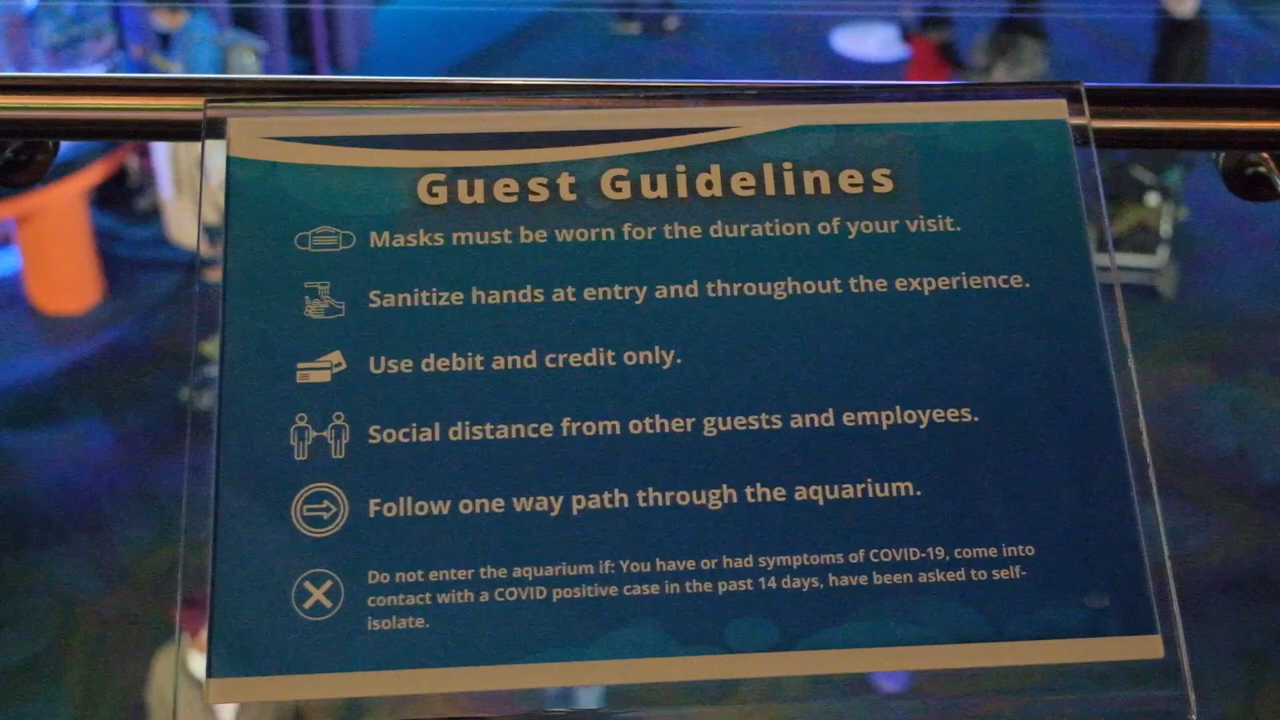 Guest Guidelines
Masks must be worn for the duration of your visit.
Sanitize hands at entry and throughout the experience.
Use debit and credit only.
Social distance from other guests and employees.
Follow one way path through the aquarium.
Do not enter the aquarium if: You have or had symptoms of COVID-19, come into
contact with a COVID positive case in the past 14 days, have been asked to self-
isolate.